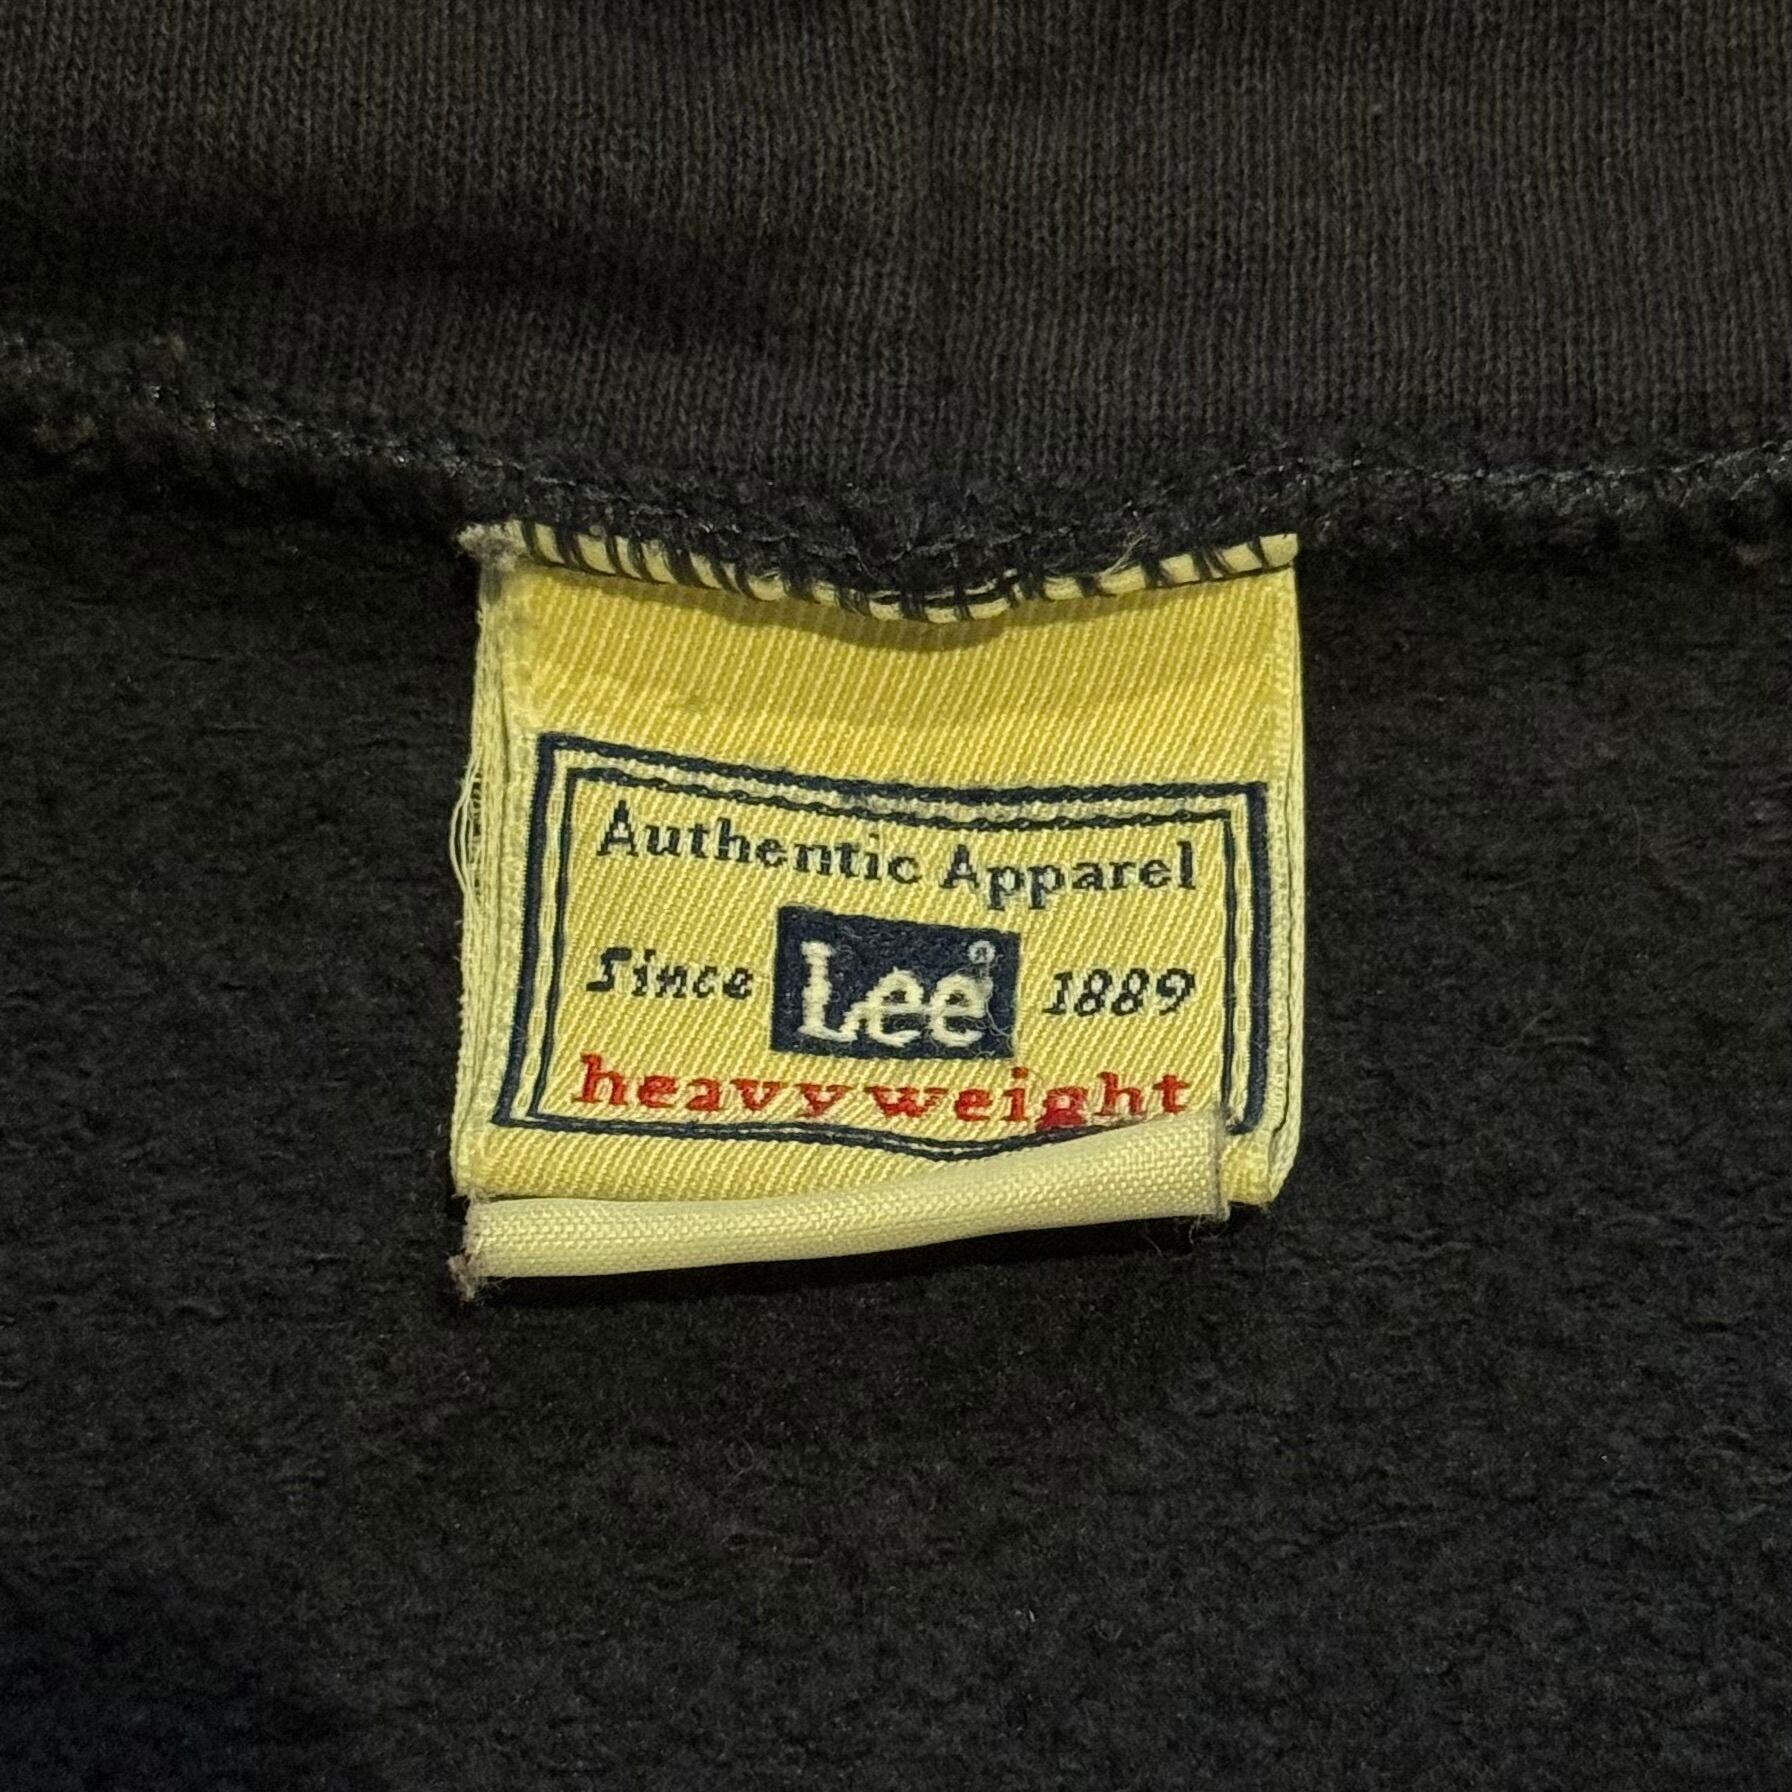 Authentic Apparel
Since Lee® 1889
heavyweight